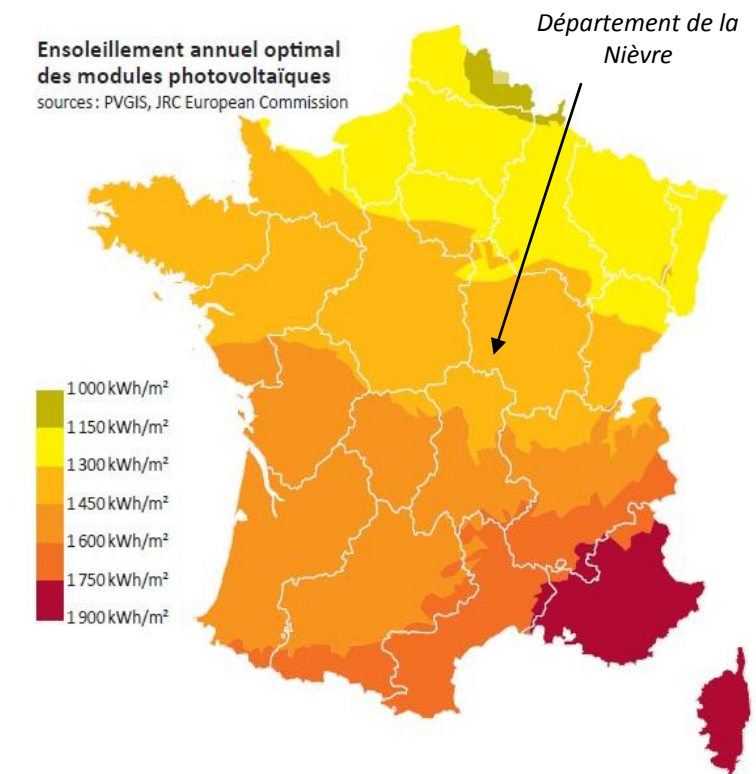 Ensoleillement annuel optimal
des modules photovoltaïques
sources : PVGIS, JRC European Commission
Département de la
Nièvre
1 000 kWh/m²
1 150 kWh/m²
1 300 kWh/m²
1 450 kWh/m²
1 600 kWh/m²
1 750 kWh/m²
1 900 kWh/m²